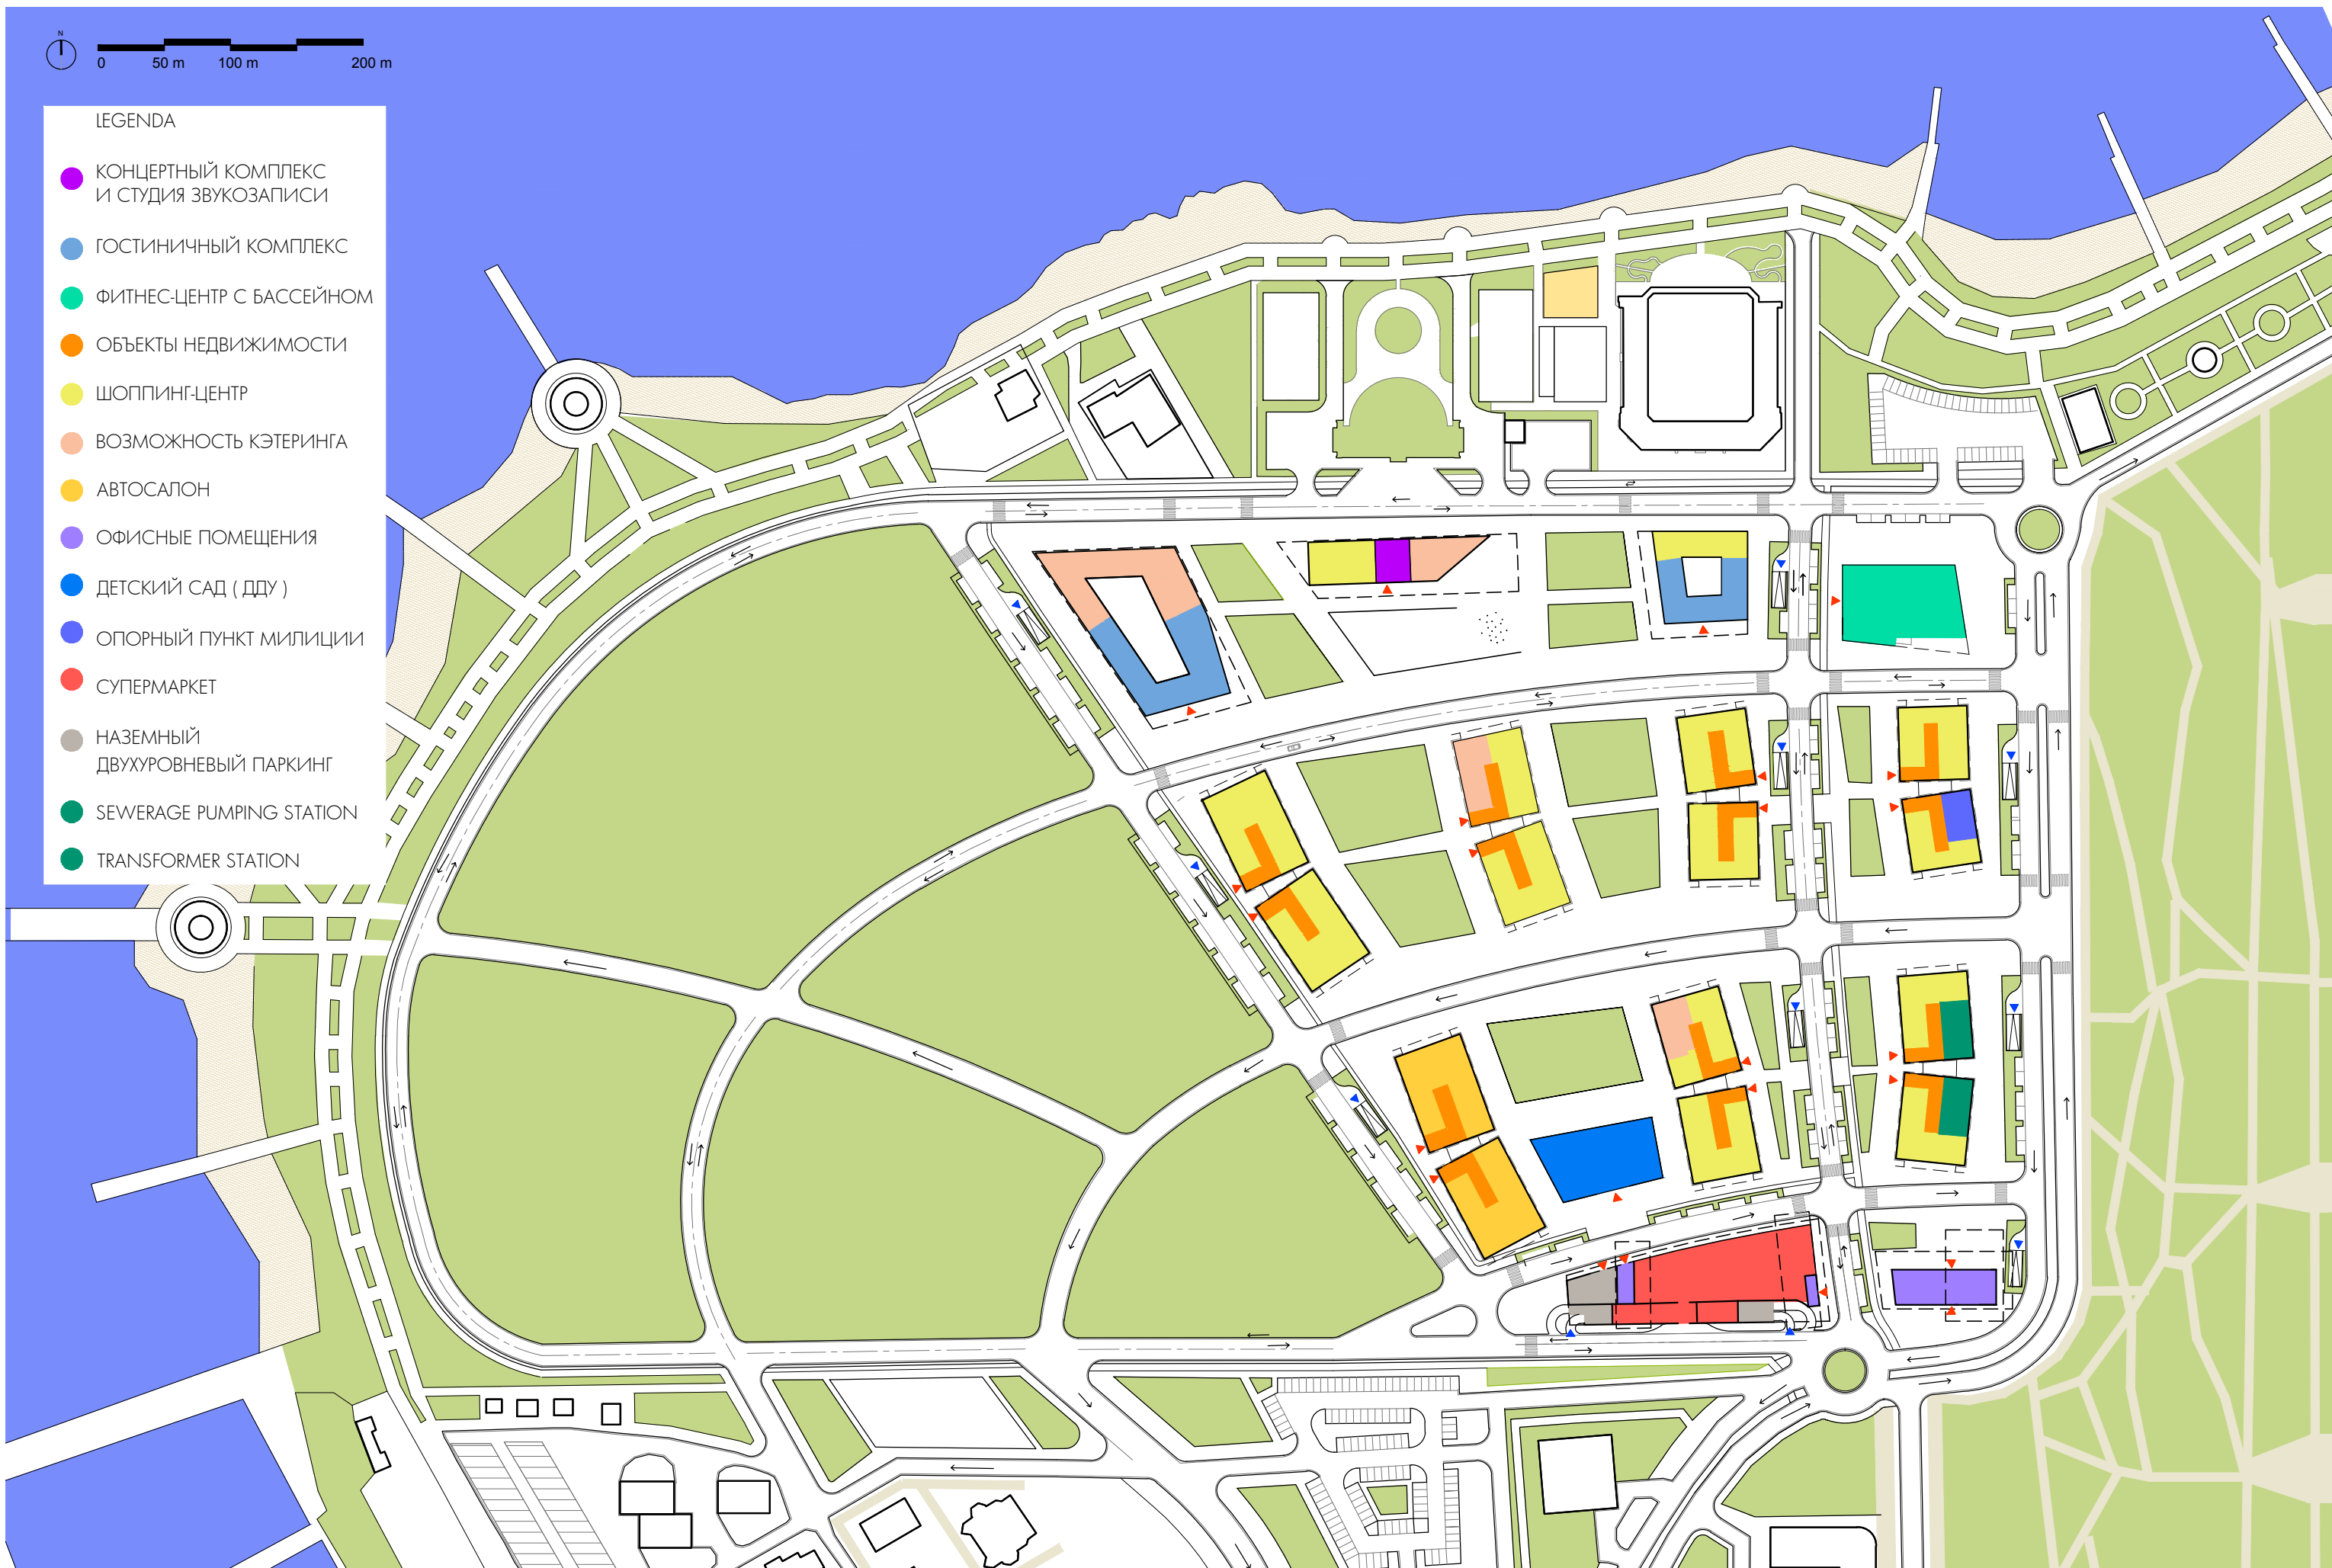 N
0 50 m 100 m 200 m
LEGENDA
КОНЦЕРТНЫЙ КОМПЛЕКС
И СТУДИЯ ЗВУКОЗАПИСИ
ГОСТИНИЧНЫЙ КОМПЛЕКС
ФИТНЕС-ЦЕНТР С БАССЕЙНОМ
ОБЪЕКТЫ НЕДВИЖИМОСТИ
ШОППИНГ-ЦЕНТР
ВОЗМОЖНОСТЬ КЭТЕРИНГА
АВТОСАЛОН
ОФИСНЫЕ ПОМЕЩЕНИЯ
ДЕТСКИЙ САД ( ДДУ )
ОПОРНЫЙ ПУНКТ МИЛИЦИИ
СУПЕРМАРКЕТ
НАЗЕМНЫЙ
ДВУХУРОВНЕВЫЙ ПАРКИНГ
SEWERAGE PUMPING STATION
TRANSFORMER STATION